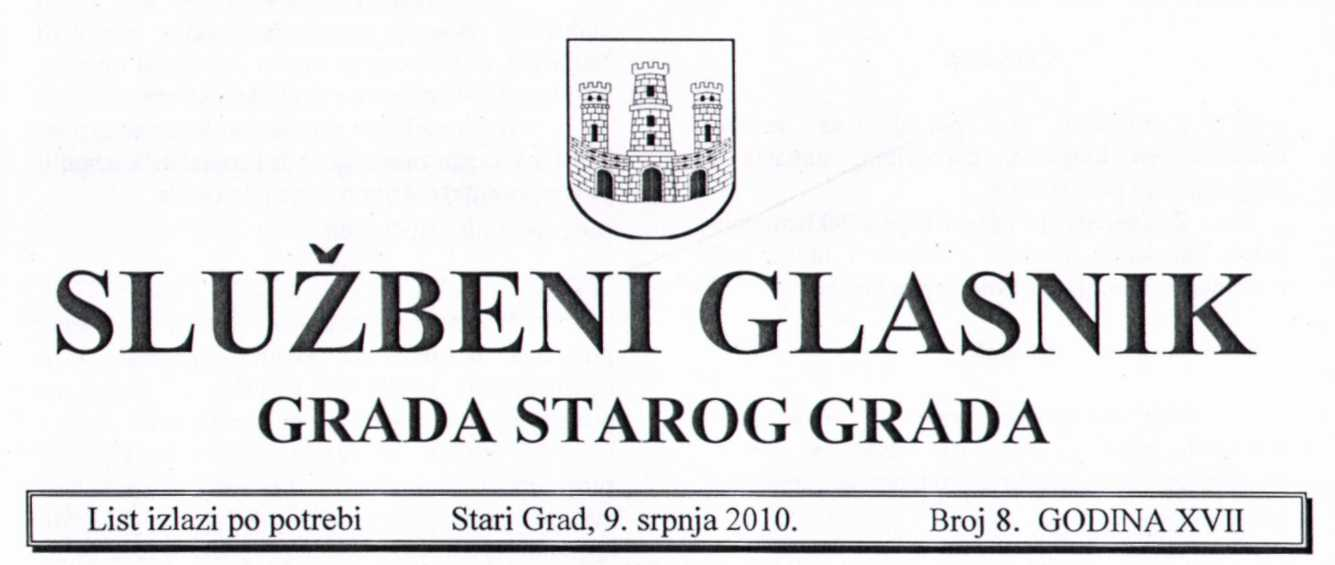 SLUŽBENI GLASNIK
GRADA STAROG GRADA
List izlazi po potrebi Stari Grad, 9. srpnja 2010. Broj 8. GODINA XVII